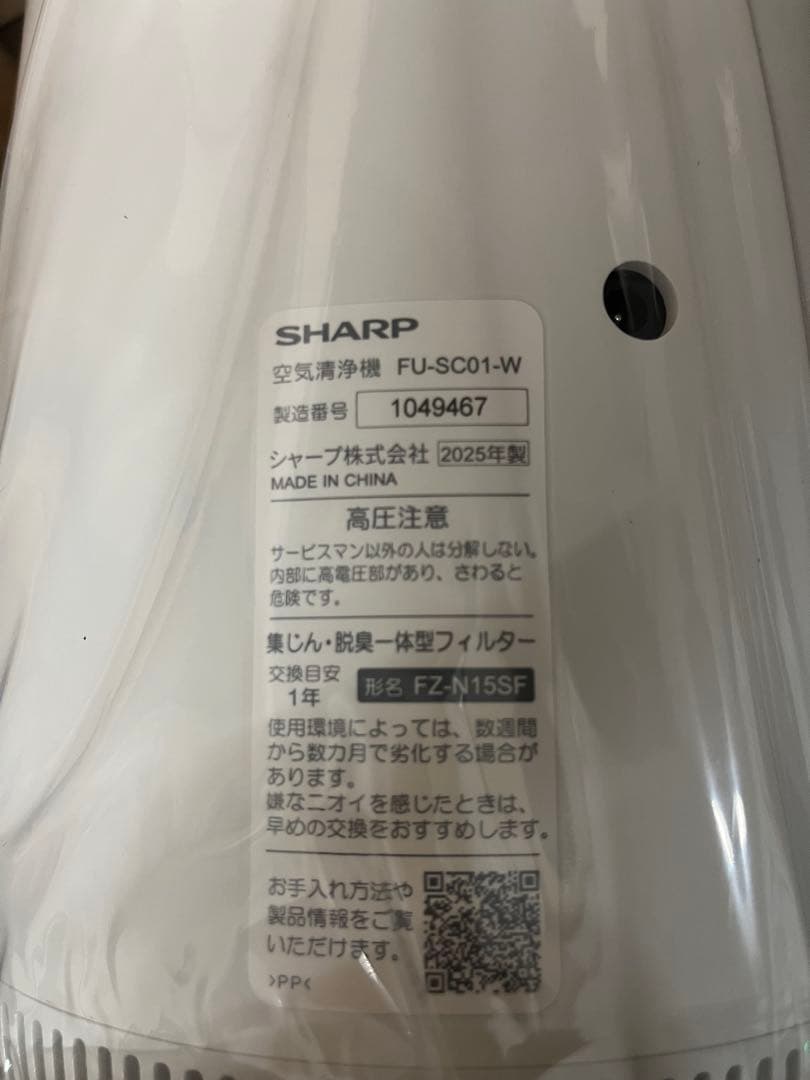 SHARP
空気清浄機 FU-SC01-W
製造番号 1049467
シャープ株式会社 2025年製
MADE IN CHINA
高圧注意
サービスマン以外の人は分解しない。
内部に高電圧部があり、さわると
危険です。
集じん・脱臭一体型フィルター
交換目安
1年
形名 FZ-N15SF
使用環境によっては、数週間
から数カ月で劣化する場合が
あります。
嫌なニオイを感じたときは、
早めの交換をおすすめします。
お手入れ方法や
製品情報をご覧
いただけます。
>PP<